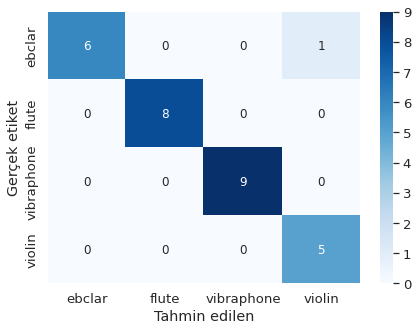 Gerçek etiket
ebclar
flute
vibraphone
violin
6 0 0 1
0 8 0 0
0 0 9 0
0 0 0 5
ebclar flute vibraphone violin
Tahmin edilen
9
8
7
6
5
4
3
2
1
0